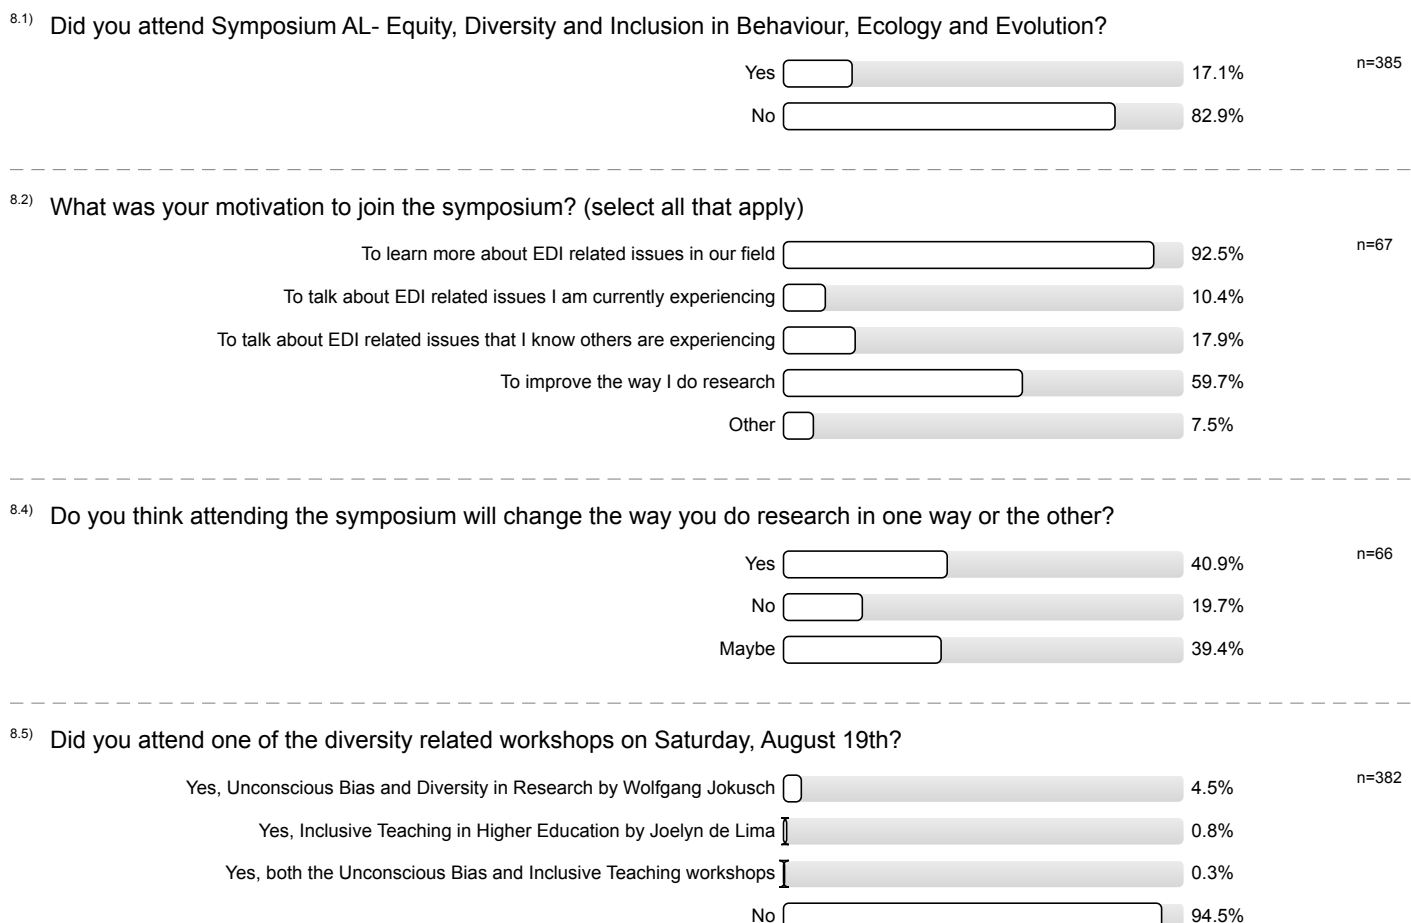 8.1) Did you attend Symposium AL- Equity, Diversity and Inclusion in Behaviour, Ecology and Evolution?
Yes 17.1% n=385
No 82.9%
8.2) What was your motivation to join the symposium? (select all that apply)
To learn more about EDI related issues in our field 92.5% n=67
To talk about EDI related issues I am currently experiencing 10.4%
To talk about EDI related issues that I know others are experiencing 17.9%
To improve the way I do research 59.7%
Other 7.5%
8.4) Do you think attending the symposium will change the way you do research in one way or the other?
Yes 40.9% n=66
No 19.7%
Maybe 39.4%
8.5) Did you attend one of the diversity related workshops on Saturday, August 19th?
Yes, Unconscious Bias and Diversity in Research by Wolfgang Jokusch 4.5% n=382
Yes, Inclusive Teaching in Higher Education by Joelyn de Lima 0.8%
Yes, both the Unconscious Bias and Inclusive Teaching workshops 0.3%
No 94.5%